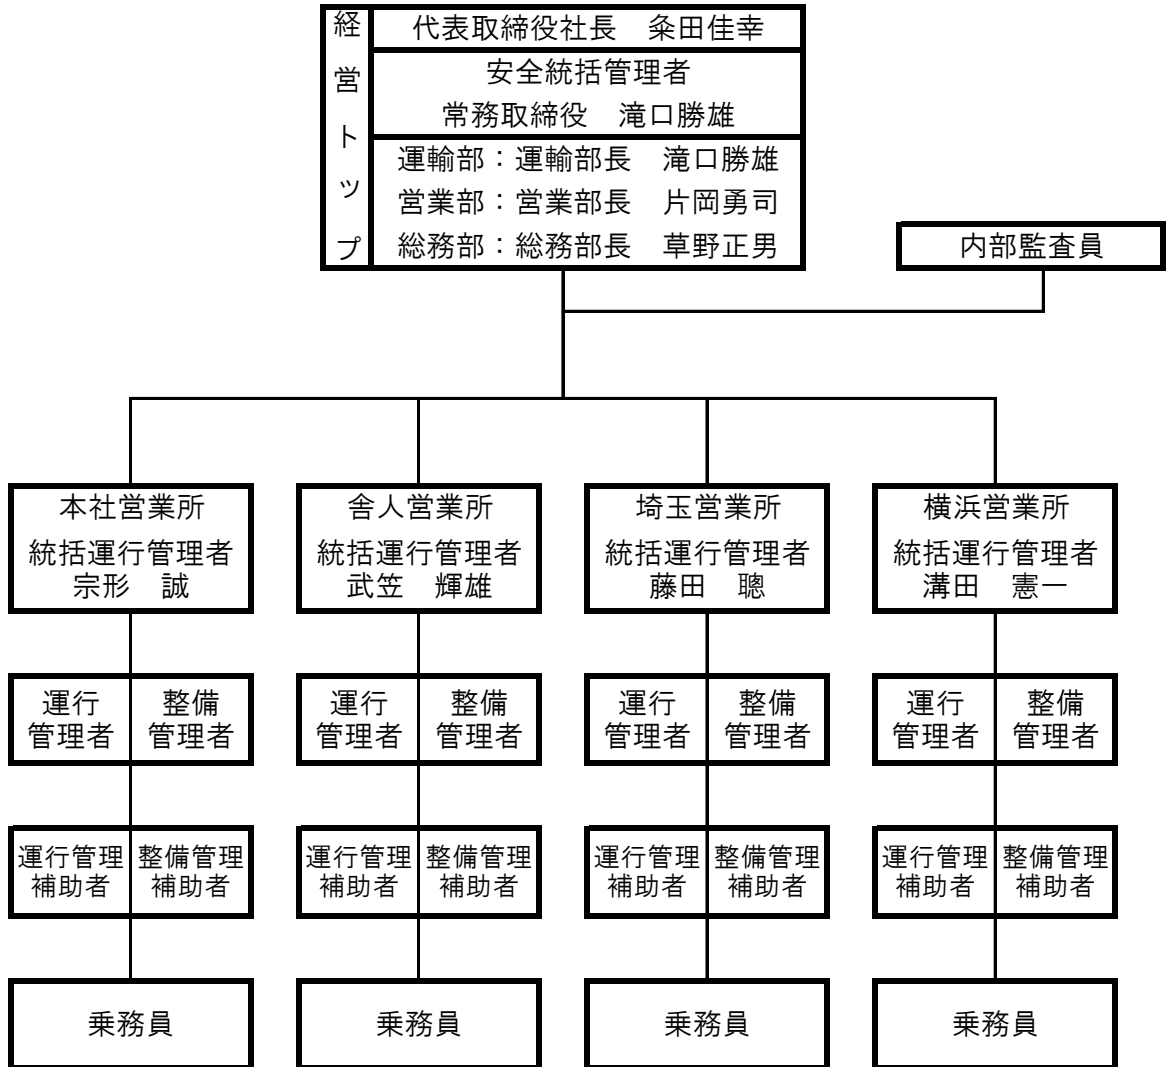 経営トップ
代表取締役社長　粂田佳幸
安全統括管理者
常務取締役　滝口勝雄
運輸部：運輸部長　滝口勝雄
営業部：営業部長　片岡勇司
総務部：総務部長　草野正男
内部監査員
本社営業所
統括運行管理者
宗形　誠
舎人営業所
統括運行管理者
武笠　輝雄
埼玉営業所
統括運行管理者
藤田　聰
横浜営業所
統括運行管理者
溝田　憲一
運行
管理者
整備
管理者
運行
管理者
整備
管理者
運行
管理者
整備
管理者
運行
管理者
整備
管理者
運行管理
補助者
整備管理
補助者
運行管理
補助者
整備管理
補助者
運行管理
補助者
整備管理
補助者
運行管理
補助者
整備管理
補助者
乗務員
乗務員
乗務員
乗務員